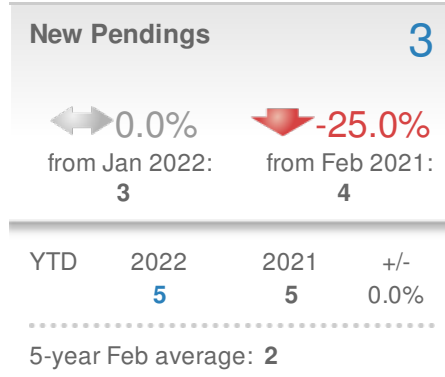 New Pendings 3
0.0% -25.0%
from Jan 2022: from Feb 2021:
3 4
YTD 2022 2021 +/-
5 5 0.0%
5-year Feb average: 2